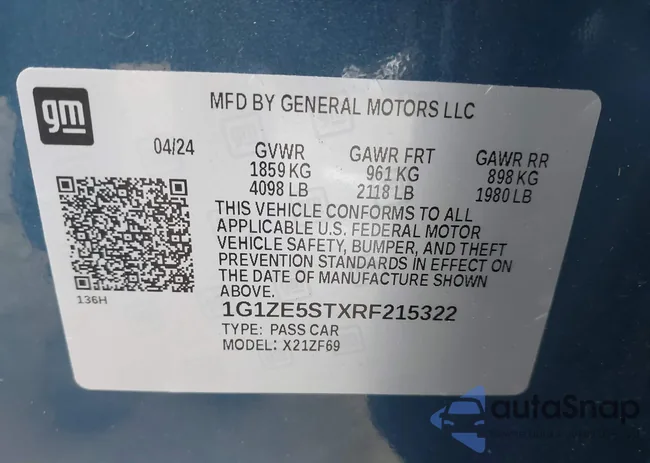 gm
MFD BY GENERAL MOTORS LLC
04/24
GVWR GAWR FRT GAWR RR
1859 KG 961 KG 898 KG
4098 LB 2118 LB 1980 LB
THIS VEHICLE CONFORMS TO ALL
APPLICABLE U.S. FEDERAL MOTOR
VEHICLE SAFETY, BUMPER, AND THEFT
PREVENTION STANDARDS IN EFFECT ON
THE DATE OF MANUFACTURE SHOWN
ABOVE.
136H
1G1ZE5STXRF215322
TYPE: PASS CAR
MODEL: X21ZF69
autoSnap